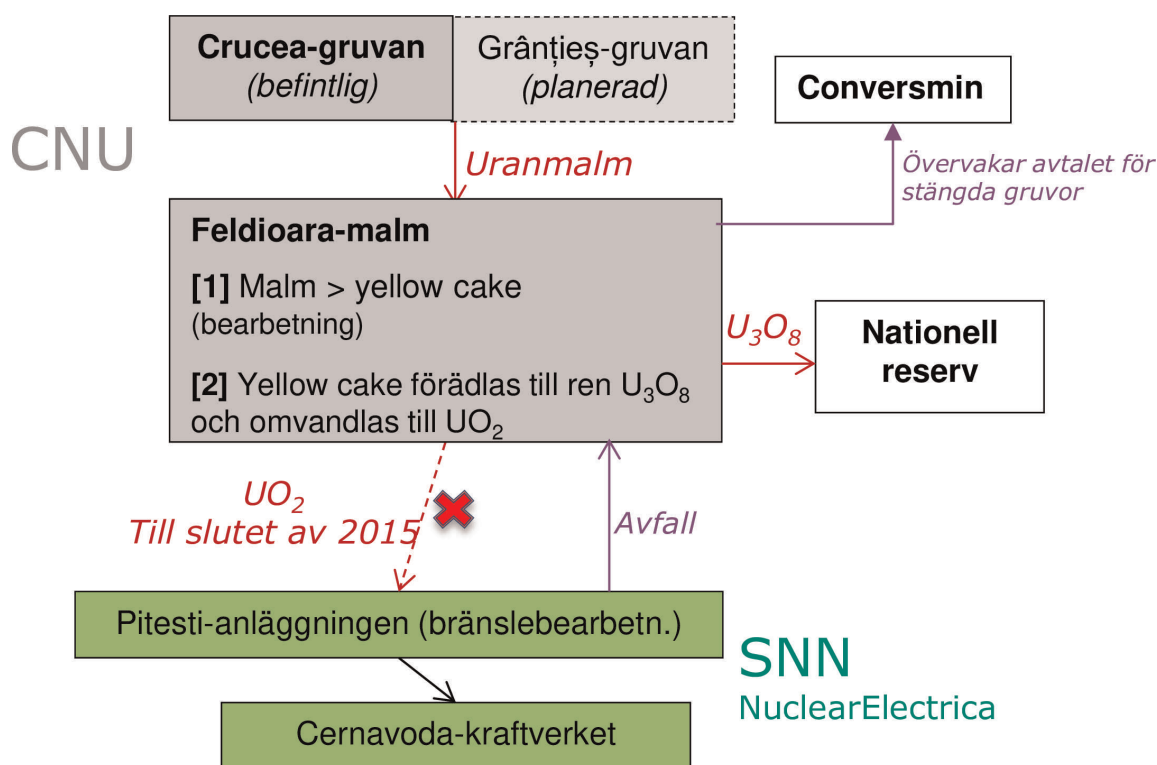 Crucea-gruvan
(befintlig)
Grânțieș-gruvan
(planerad)
Conversmin
CNU
Uranmalm
Övervakar avtalet för
stängda gruvor
Feldioara-malm
[1] Malm > yellow cake
(bearbetning)
[2] Yellow cake förädlas till ren U₃O₈
och omvandlas till UO₂
U₃O₈
Nationell
reserv
UO₂
Till slutet av 2015
Avfall
Pitesti-anläggningen (bränslebearbetn.)
SNN
NuclearElectrica
Cernavoda-kraftverket